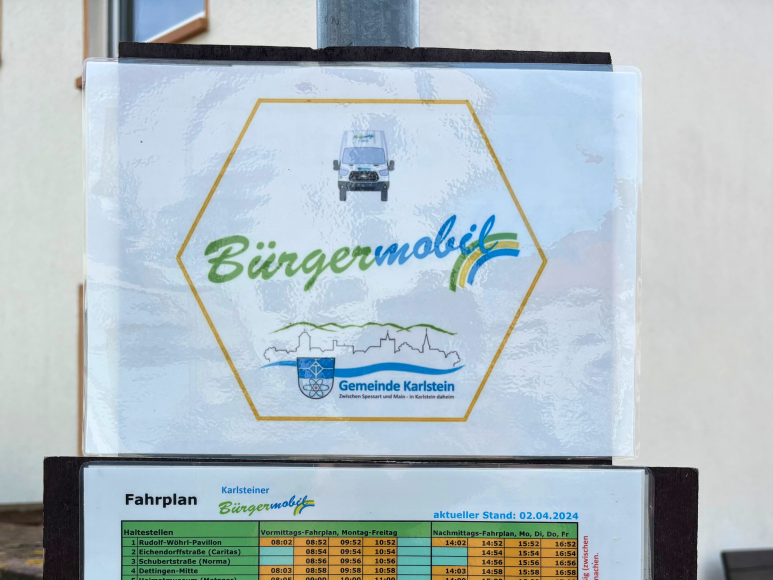 Bürgermobil
Gemeinde Karlstein
Zwischen Spessart und Main - in Karlstein daheim
Fahrplan
Karlsteiner
Bürgermobil
aktueller Stand: 02.04.2024
Haltestellen Vormittags-Fahrplan, Montag-Freitag Nachmittags-Fahrplan, Mo, Di, Do, Fr
1 Rudolf-Wöhrl-Pavillon 08:02 08:52 09:52 10:52 14:02 14:52 15:52 16:52
2 Eichendorffstraße (Caritas) 08:54 09:54 10:54 14:54 15:54 16:54
3 Schubertstraße (Norma) 08:56 09:56 10:56 14:56 15:56 16:56
4 Dettingen-Mitte 08:03 08:58 09:58 10:58 14:03 14:58 15:58 16:58